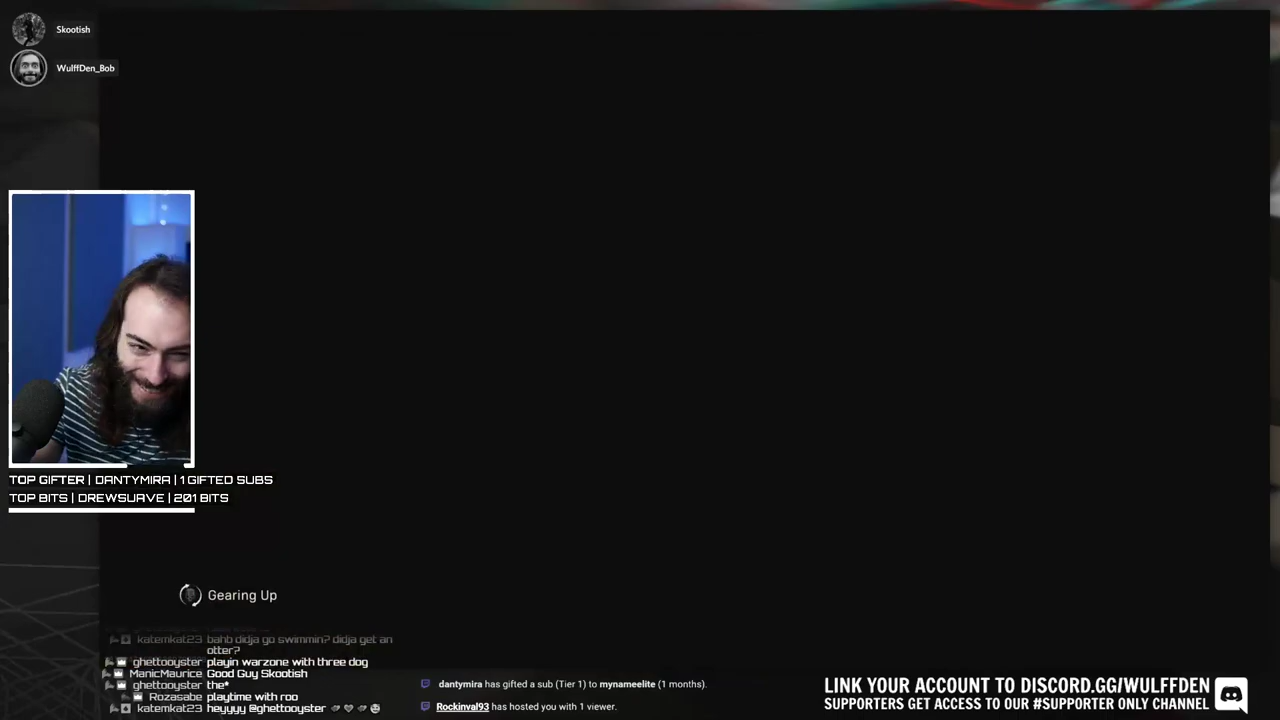 Skootish
WulffDen_Bob
TOP GIFTER | DANTYMIRA | 1 GIFTED SUBS
TOP BITS | DREWSUAVE | 201 BITS
Gearing Up
katemkat23 bahb didja go swimmin? didja get an
otter?
ghettooyster playin warzone with three dog
ManicMaurice Good Guy Skootish
ghettooyster the*
Rozasabe playtime with roo
katemkat23 heyyyy @ghettooyster
dantymira has gifted a sub (Tier 1) to mynameelite (1 months).
Rockinval93 has hosted you with 1 viewer.
LINK YOUR ACCOUNT TO DISCORD.GG/WULFFDEN
SUPPORTERS GET ACCESS TO OUR #SUPPORTER ONLY CHANNEL